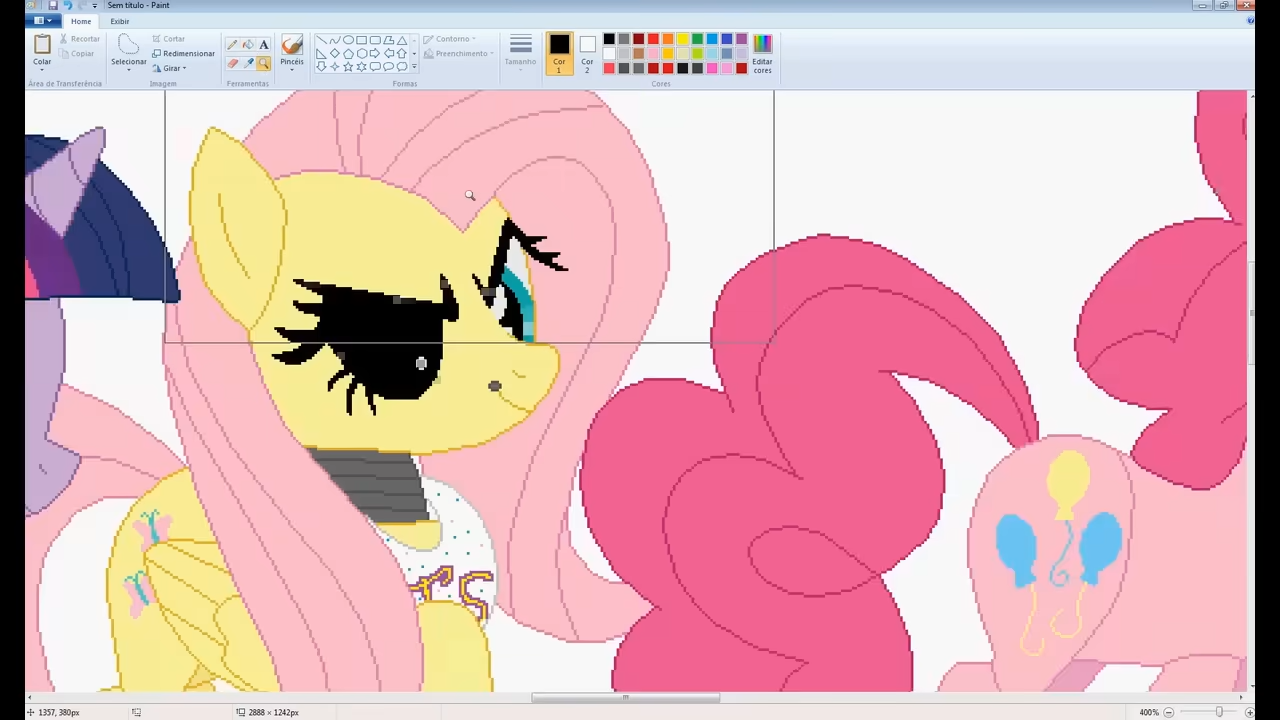 Sem título - Paint
Home Exibir
Colar
Recortar
Copiar
Área de Transferência
Selecionar
Cortar
Redimensionar
Girar
Imagem
A
Ferramentas
Pincéis
Contorno
Preenchimento
Formas
Tamanho
Cor 1
Cor 2
Editar cores
Cores
1357, 380px
2888 × 1242px
400%